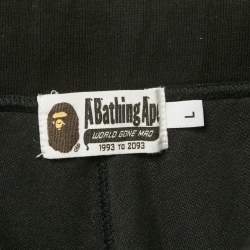 A Bathing Ape
WORLD GONE MAD
1993 TO 2093
L